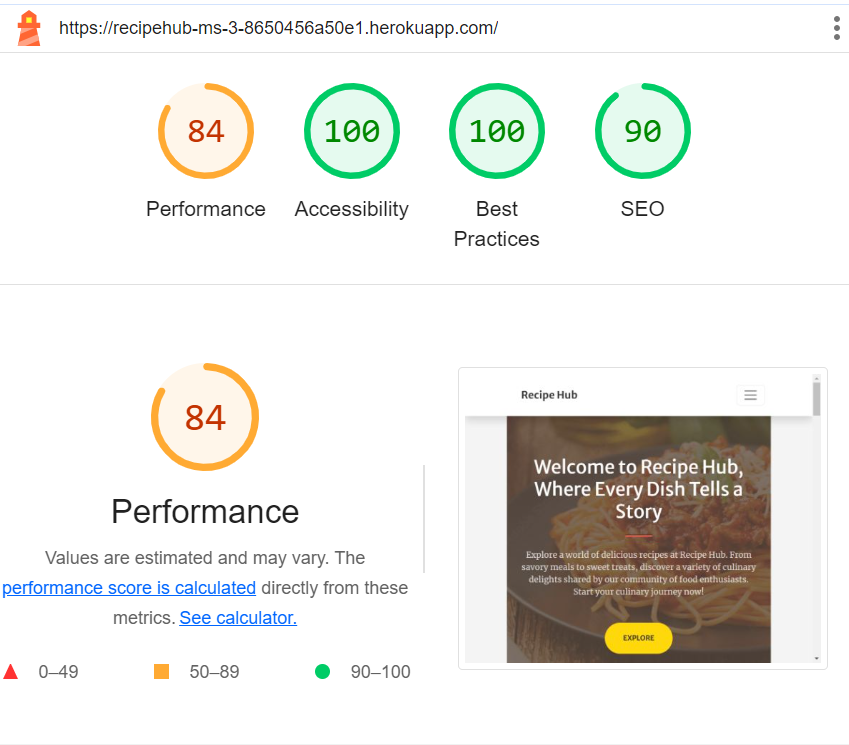 https://recipehub-ms-3-8650456a50e1.herokuapp.com/
84
100
100
90
Performance
Accessibility
Best
Practices
SEO
84
Performance
Values are estimated and may vary. The
performance score is calculated directly from these
metrics. See calculator.
0–49
50–89
90–100
Recipe Hub
Welcome to Recipe Hub,
Where Every Dish Tells a
Story
Explore a world of delicious recipes at Recipe Hub. From
savory meals to sweet treats, discover a variety of culinary
delights shared by our community of food enthusiasts.
Start your culinary journey now!
EXPLORE